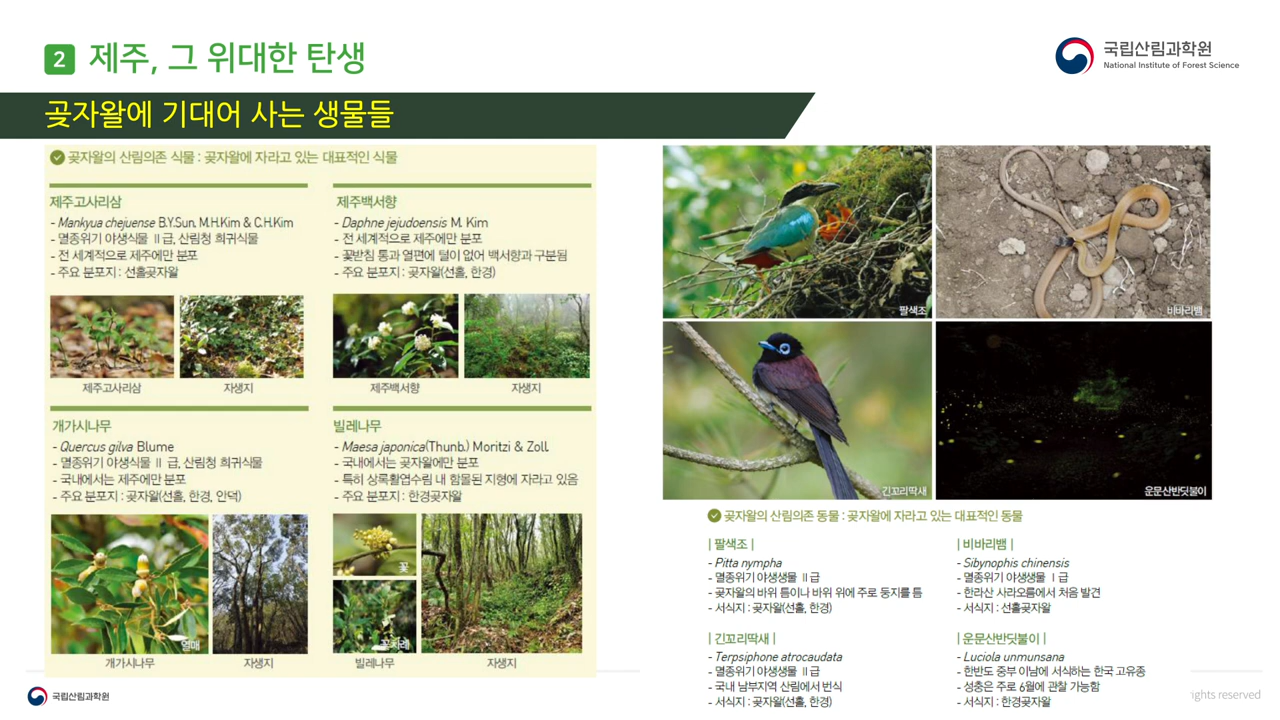 2 제주, 그 위대한 탄생
국립산림과학원
National Institute of Forest Science
곶자왈에 기대어 사는 생물들
곶자왈의 산림의존 식물 : 곶자왈에 자라고 있는 대표적인 식물
제주고사리삼
- Mankyua chejuense B.Y.Sun, M.H.Kim & C.H.Kim
- 멸종위기 야생식물 Ⅱ급, 산림청 희귀식물
- 전 세계적으로 제주에만 분포
- 주요 분포지 : 선흘곶자왈
제주고사리삼
자생지
제주백서향
- Daphne jejudoensis M. Kim
- 전 세계적으로 제주에만 분포
- 꽃받침 통과 열편에 털이 없어 백서향과 구분됨
- 주요 분포지 : 곶자왈(선흘, 한경)
제주백서향
자생지
개가시나무
- Quercus gilva Blume
- 멸종위기 야생식물 Ⅱ 급, 산림청 희귀식물
- 국내에서는 제주에만 분포
- 주요 분포지 : 곶자왈(선흘, 한경, 안덕)
열매
개가시나무
자생지
빌레나무
- Maesa japonica(Thunb.) Moritzi & Zoll.
- 국내에서는 곶자왈에만 분포
- 특히 상록활엽수림 내 함몰된 지형에 자라고 있음
- 주요 분포지 : 한경곶자왈
꽃
꽃차례
빌레나무
자생지
팔색조
비바리뱀
긴꼬리딱새
운문산반딧불이
곶자왈의 산림의존 동물 : 곶자왈에 자라고 있는 대표적인 동물
| 팔색조 |
- Pitta nympha
- 멸종위기 야생생물 Ⅱ급
- 곶자왈의 바위 틈이나 바위 위에 주로 둥지를 틈
- 서식지 : 곶자왈(선흘, 한경)
| 비바리뱀 |
- Sibynophis chinensis
- 멸종위기 야생생물 Ⅰ급
- 한라산 사라오름에서 처음 발견
- 서식지 : 선흘곶자왈
| 긴꼬리딱새 |
- Terpsiphone atrocaudata
- 멸종위기 야생생물 Ⅱ급
- 국내 남부지역 산림에서 번식
- 서식지 : 곶자왈(선흘, 한경)
| 운문산반딧불이 |
- Luciola unmunsana
- 한반도 중부 이남에 서식하는 한국 고유종
- 성충은 주로 6월에 관찰 가능함
- 서식지 : 한경곶자왈
국립산림과학원
ights reserved